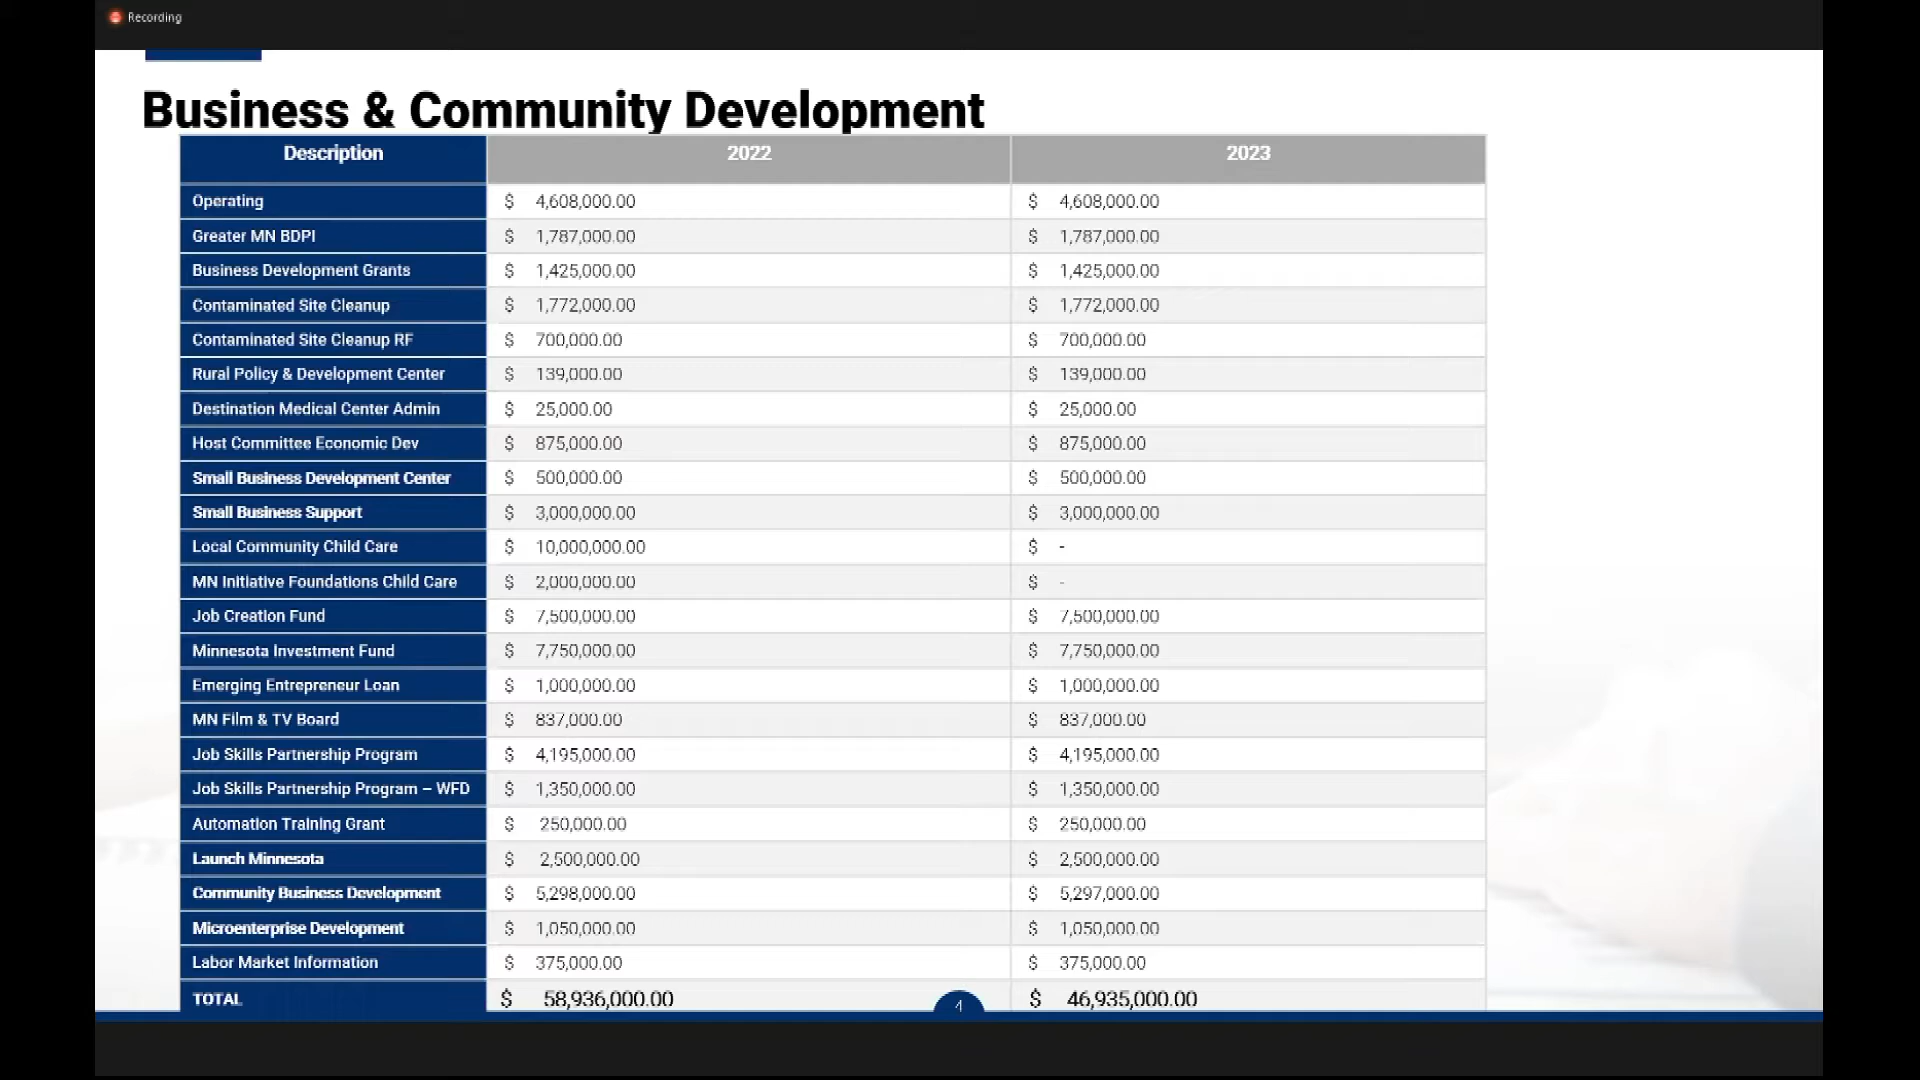 Recording
Business & Community Development
Description 2022 2023
Operating $ 4,608,000.00 $ 4,608,000.00
Greater MN BDPI $ 1,787,000.00 $ 1,787,000.00
Business Development Grants $ 1,425,000.00 $ 1,425,000.00
Contaminated Site Cleanup $ 1,772,000.00 $ 1,772,000.00
Contaminated Site Cleanup RF $ 700,000.00 $ 700,000.00
Rural Policy & Development Center $ 139,000.00 $ 139,000.00
Destination Medical Center Admin $ 25,000.00 $ 25,000.00
Host Committee Economic Dev $ 875,000.00 $ 875,000.00
Small Business Development Center $ 500,000.00 $ 500,000.00
Small Business Support $ 3,000,000.00 $ 3,000,000.00
Local Community Child Care $ 10,000,000.00 $ -
MN Initiative Foundations Child Care $ 2,000,000.00 $ -
Job Creation Fund $ 7,500,000.00 $ 7,500,000.00
Minnesota Investment Fund $ 7,750,000.00 $ 7,750,000.00
Emerging Entrepreneur Loan $ 1,000,000.00 $ 1,000,000.00
MN Film & TV Board $ 837,000.00 $ 837,000.00
Job Skills Partnership Program $ 4,195,000.00 $ 4,195,000.00
Job Skills Partnership Program – WFD $ 1,350,000.00 $ 1,350,000.00
Automation Training Grant $ 250,000.00 $ 250,000.00
Launch Minnesota $ 2,500,000.00 $ 2,500,000.00
Community Business Development $ 5,298,000.00 $ 5,297,000.00
Microenterprise Development $ 1,050,000.00 $ 1,050,000.00
Labor Market Information $ 375,000.00 $ 375,000.00
TOTAL $ 58,936,000.00 $ 46,935,000.00
4